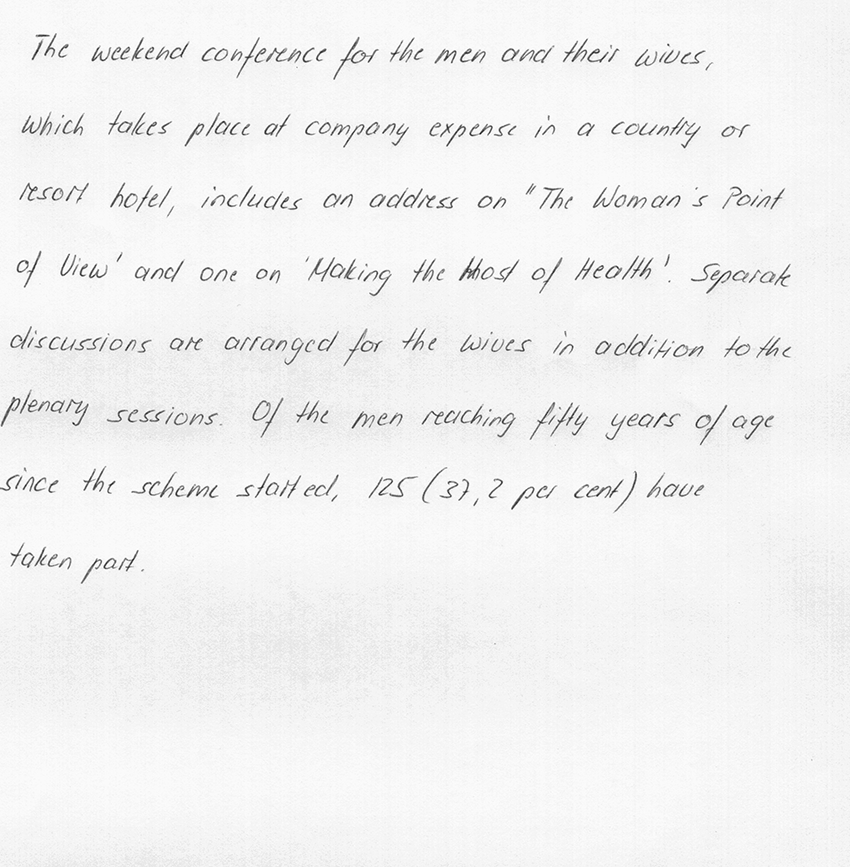 The weekend conference for the men and their wives,
which takes place at company expense in a country or
resort hotel, includes an address on "The Woman's Point
of View' and one on 'Making the Most of Health'. Separate
discussions are arranged for the wives in addition to the
plenary sessions. Of the men reaching fifty years of age
since the scheme started, 125 (37,2 per cent) have
taken part.